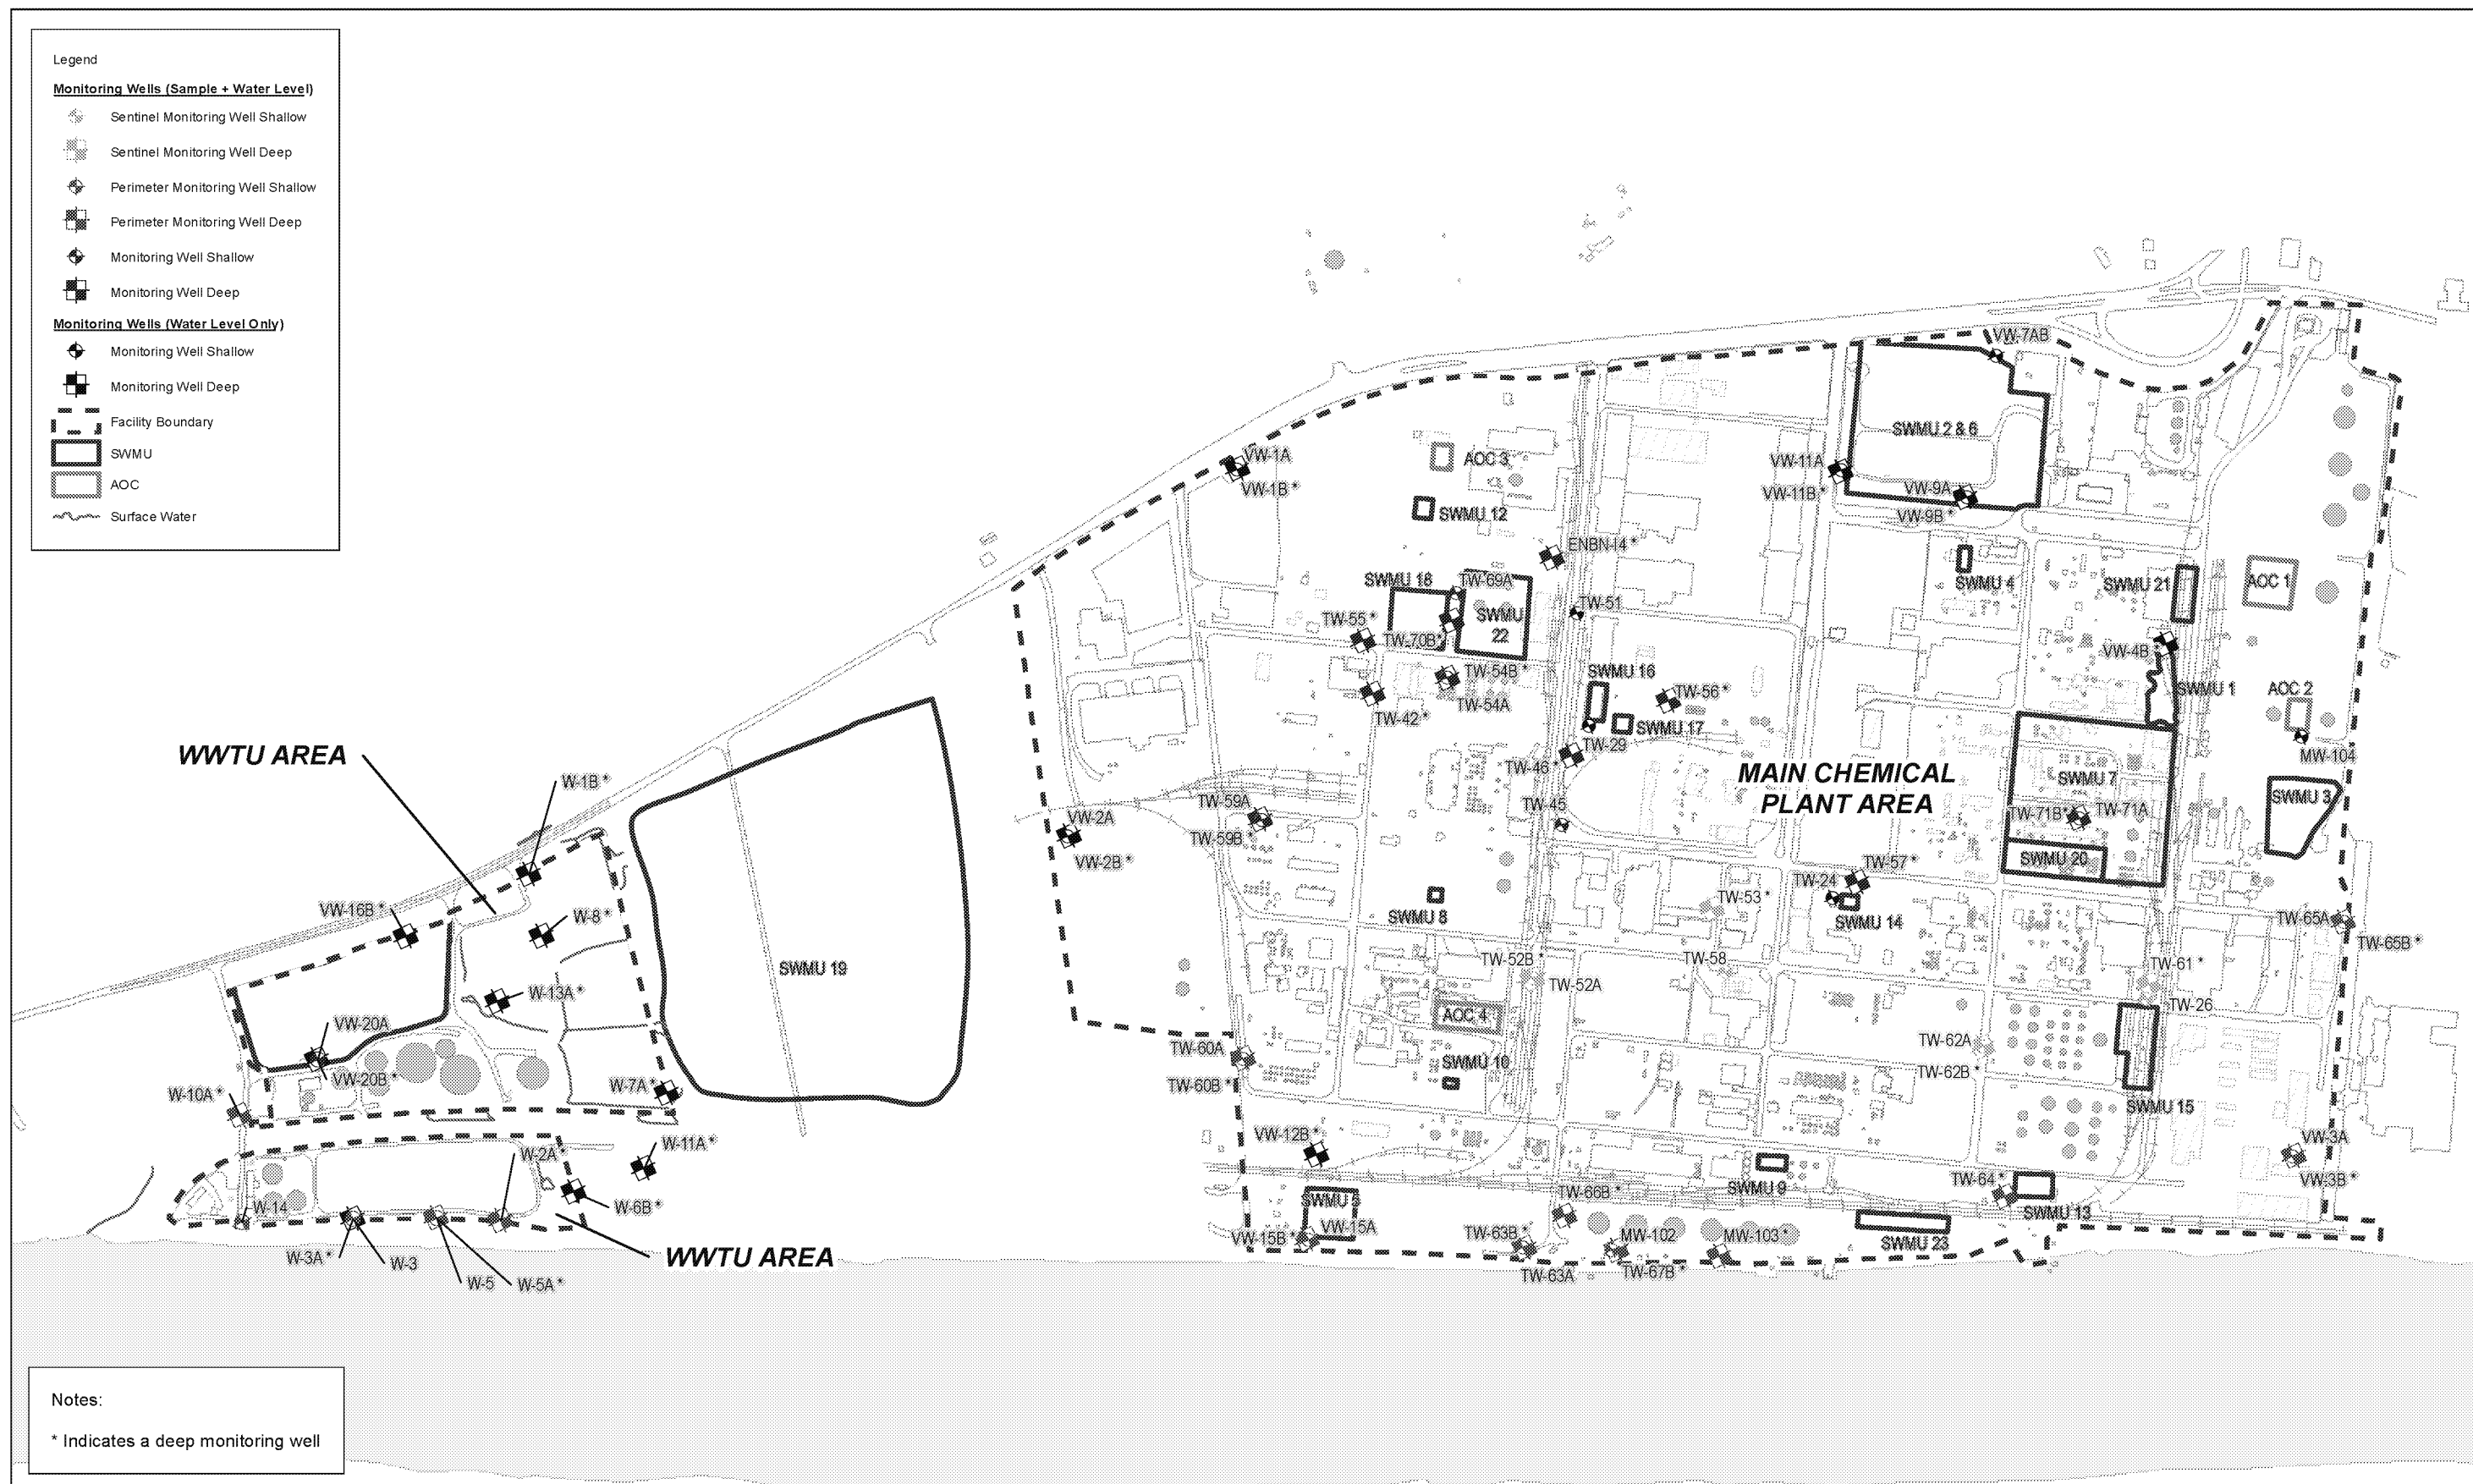 Legend
Monitoring Wells (Sample + Water Level)
Sentinel Monitoring Well Shallow
Sentinel Monitoring Well Deep
Perimeter Monitoring Well Shallow
Perimeter Monitoring Well Deep
Monitoring Well Shallow
Monitoring Well Deep
Monitoring Wells (Water Level Only)
Monitoring Well Shallow
Monitoring Well Deep
Facility Boundary
SWMU
AOC
Surface Water
VW-7AB
SWMU 2 & 6
VW-1A
VW-1B *
AOC 3
VW-11A
VW-11B *
VW-9A
VW-9B *
SWMU 12
ENBN-I4 *
SWMU 18
TW-69A
SWMU 4
SWMU 21
AOC 1
TW-51
SWMU
22
TW-55 *
TW-70B *
VW-4B *
TW-54B *
TW-54A
SWMU 16
TW-56 *
SWMU 1
AOC 2
TW-42 *
SWMU 17
TW-29
MW-104
WWTU AREA
TW-46 *
MAIN CHEMICAL
PLANT AREA
SWMU 7
W-1B *
SWMU 3
TW-59A
TW-45
TW-71B *
TW-71A
VW-2A
TW-59B *
VW-2B *
SWMU 20
TW-57 *
TW-24
TW-53 *
VW-16B *
W-8 *
SWMU 8
SWMU 14
TW-65A
TW-65B *
SWMU 19
TW-52B *
TW-58
TW-61 *
TW-52A
W-13A *
TW-26
AOC 4
VW-20A
TW-62A
TW-60A
SWMU 10
TW-62B *
VW-20B *
W-7A *
TW-60B *
W-10A *
SWMU 15
VW-12B *
W-11A *
VW-3A
W-2A *
VW-3B *
SWMU 9
TW-64 *
TW-66B *
SWMU 5
W-14
W-6B *
SWMU 13
VW-15A
VW-15B *
TW-63B *
MW-102
MW-103 *
SWMU 23
W-3A *
W-3
WWTU AREA
TW-63A
TW-67B *
W-5
W-5A *
Notes:
* Indicates a deep monitoring well